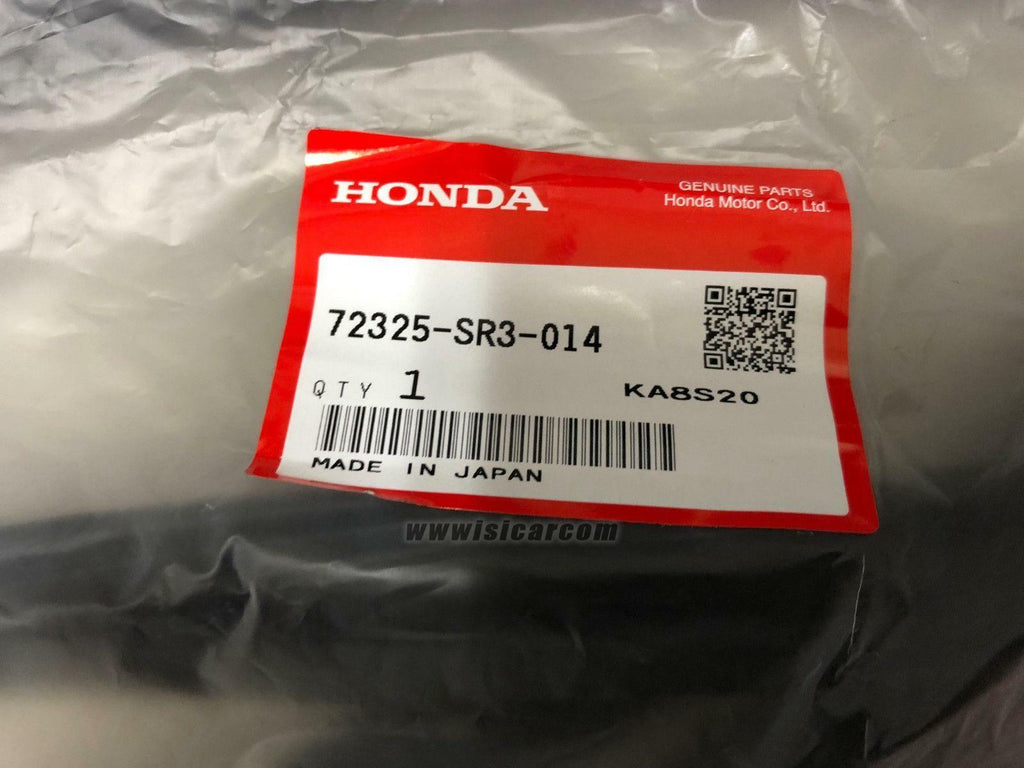 HONDA
GENUINE PARTS
Honda Motor Co., Ltd.
72325-SR3-014
QTY 1
KA8S20
MADE IN JAPAN
wwwisicarcom